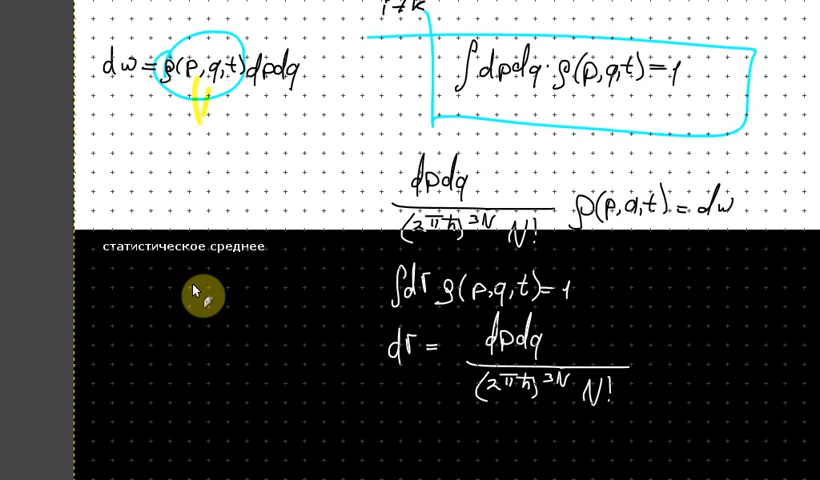 dw = ρ(p,q,t)dpdq
∫dpdq·ρ(p,q,t)=1
dpdq
ρ(p,q,t) = dw
(2πħ)^3N N!
статистическое среднее
∫dΓ ρ(p,q,t)=1
dΓ = dpdq
(2πħ)^3N N!